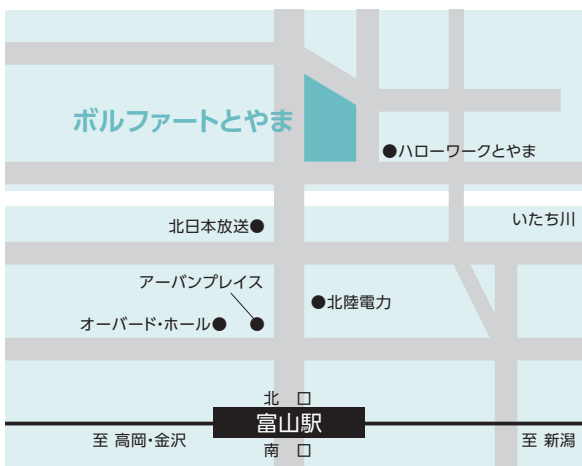 ボルファートとやま
●ハローワークとやま
北日本放送●
いたち川
アーバンプレイス
●北陸電力
オーバード・ホール●
北 口
富山駅
至 高岡・金沢
至 新潟
南 口